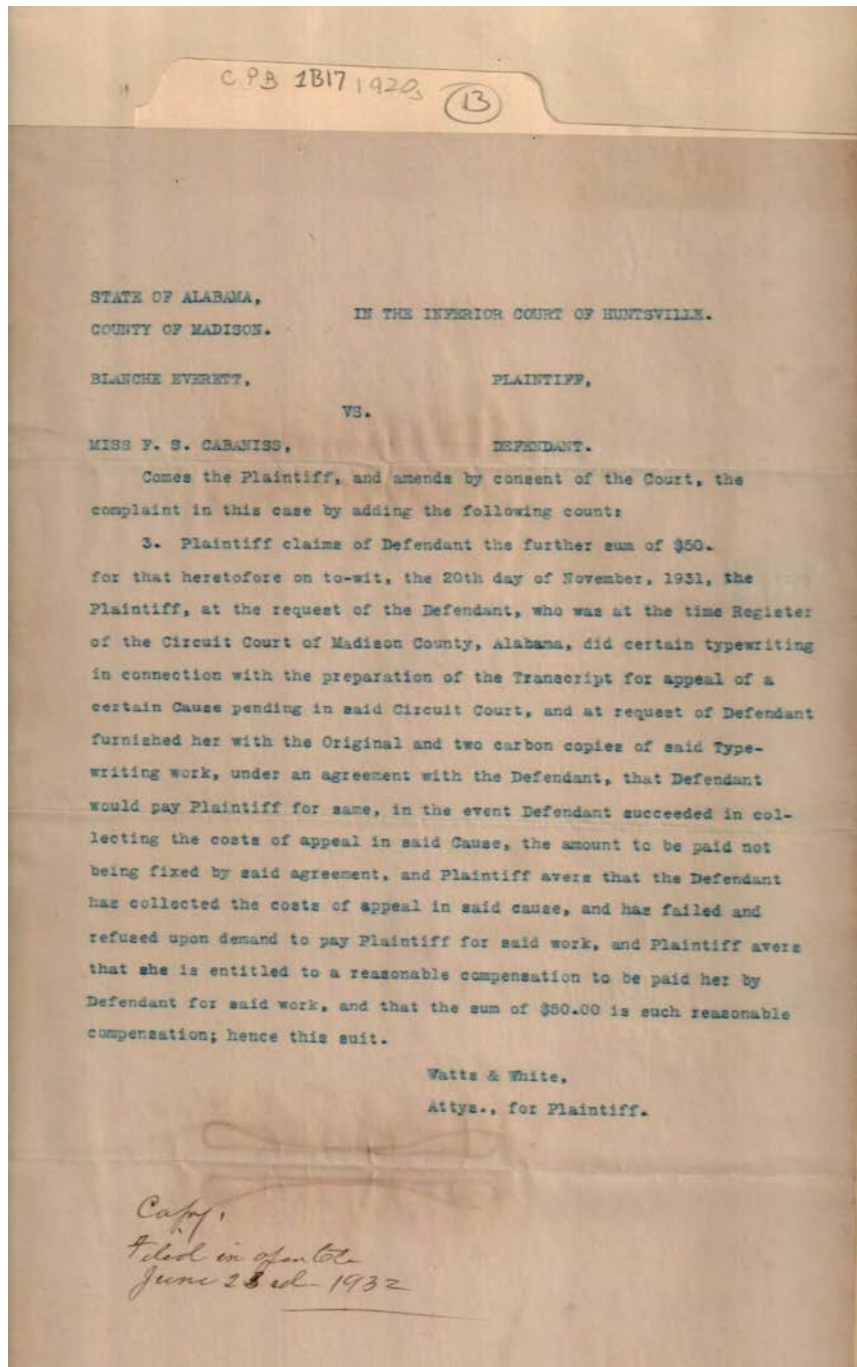 CPB 1B17 1920s 13
STATE OF ALABAMA,
IN THE INFERIOR COURT OF HUNTSVILLE.
COUNTY OF MADISON.
BLANCHE EVERETT, PLAINTIFF,
VS.
MISS F. S. CABANISS, DEFENDANT.
Comes the Plaintiff, and amends by consent of the Court, the
complaint in this case by adding the following count:
3. Plaintiff claims of Defendant the further sum of $50.
for that heretofore on to-wit, the 20th day of November, 1931, the
Plaintiff, at the request of the Defendant, who was at the time Register
of the Circuit Court of Madison County, Alabama, did certain typewriting
in connection with the preparation of the Transcript for appeal of a
certain Cause pending in said Circuit Court, and at request of Defendant
furnished her with the Original and two carbon copies of said Type-
writing work, under an agreement with the Defendant, that Defendant
would pay Plaintiff for same, in the event Defendant succeeded in col-
lecting the costs of appeal in said Cause, the amount to be paid not
being fixed by said agreement, and Plaintiff avers that the Defendant
has collected the costs of appeal in said cause, and has failed and
refused upon demand to pay Plaintiff for said work, and Plaintiff avers
that she is entitled to a reasonable compensation to be paid her by
Defendant for said work, and that the sum of $50.00 is such reasonable
compensation; hence this suit.
Watts & White,
Attys., for Plaintiff.
Copy.
Filed in open
June 23rd 1932